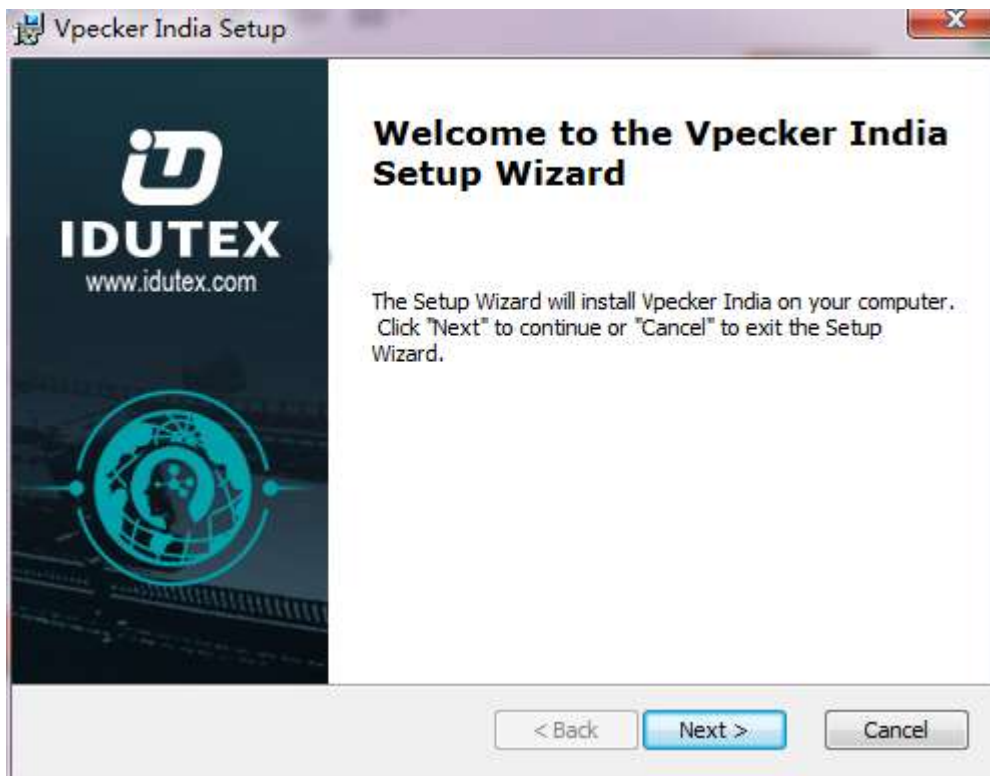 Vpecker India Setup
IDUTEX
www.idutex.com
Welcome to the Vpecker India
Setup Wizard
The Setup Wizard will install Vpecker India on your computer.
Click "Next" to continue or "Cancel" to exit the Setup
Wizard.
< Back
Next >
Cancel